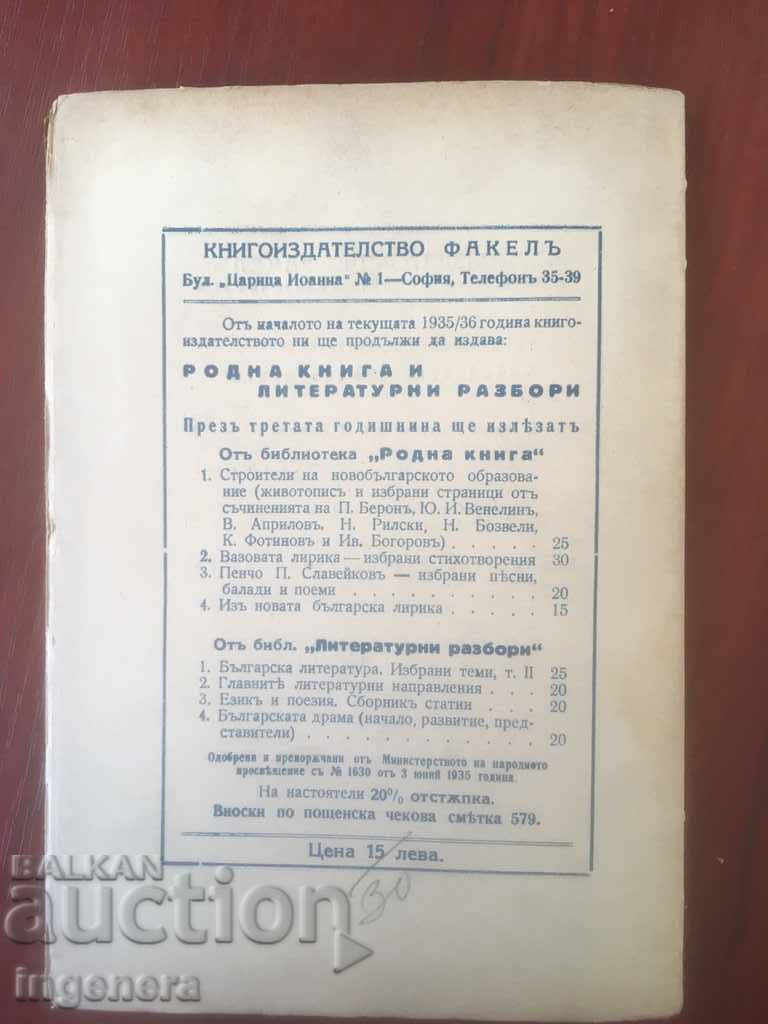 КНИГОИЗДАТЕЛСТВО ФАКЕЛЪ
Бул. „Царица Иоанна" № 1—София, Телефонъ 35-39
Отъ началото на текущата 1935/36 година книго-
издателството ни ще продължи да издава:
РОДНА КНИГА И
ЛИТЕРАТУРНИ РАЗБОРИ
Презъ третата годишнина ще излѣзатъ
Отъ библиотека „Родна книга"
1. Строители на новобългарското образова-
ние (животописъ и избрани страници отъ
съчиненията на П. Беронъ, Ю. И. Венелинъ,
В. Априловъ, Н. Рилски, Н. Бозвели,
К. Фотиновъ и Ив. Богоровъ) . . . . . 25
2. Вазовата лирика — избрани стихотворения 30
3. Пенчо П. Славейковъ — избрани пѣсни,
балади и поеми . . . . . . . . . . 20
4. Изъ новата българска лирика . . . . . 15
Отъ библ. „Литературни разбори"
1. Българска литература. Избрани теми, т. II 25
2. Главнитѣ литературни направления . . . 20
3. Езикъ и поезия. Сборникъ статии . . . 20
4. Българската драма (начало, развитие, пред-
ставители) . . . . . . . . . . . . 20
Одобрени и препорѫчани отъ Министерството на народното
просвѣщение съ № 1630 отъ 3 юний 1935 година.
На настоятели 20% отстѫпка.
Вноски по пощенска чекова смѣтка 579.
Цена 15 лева.
30
BALKAN
auction
ingenera